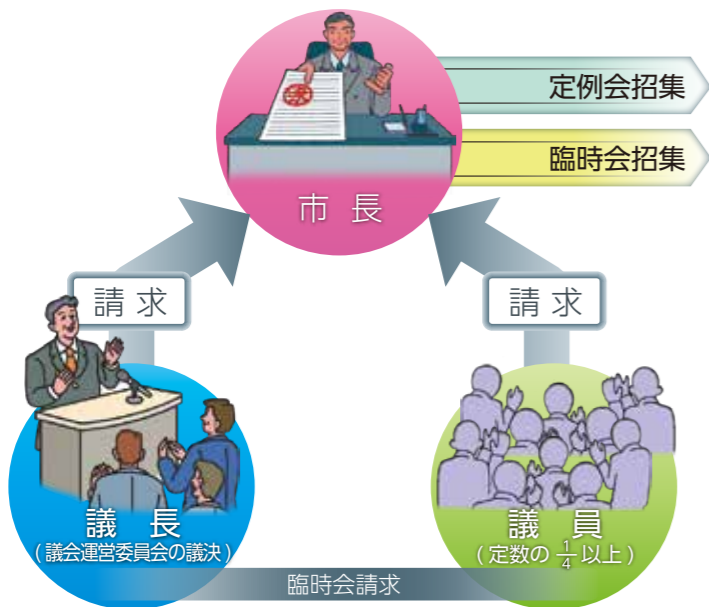 定例会招集
臨時会招集
市長
請求
請求
議長
(議会運営委員会の議決)
議員
(定数の1/4以上)
臨時会請求